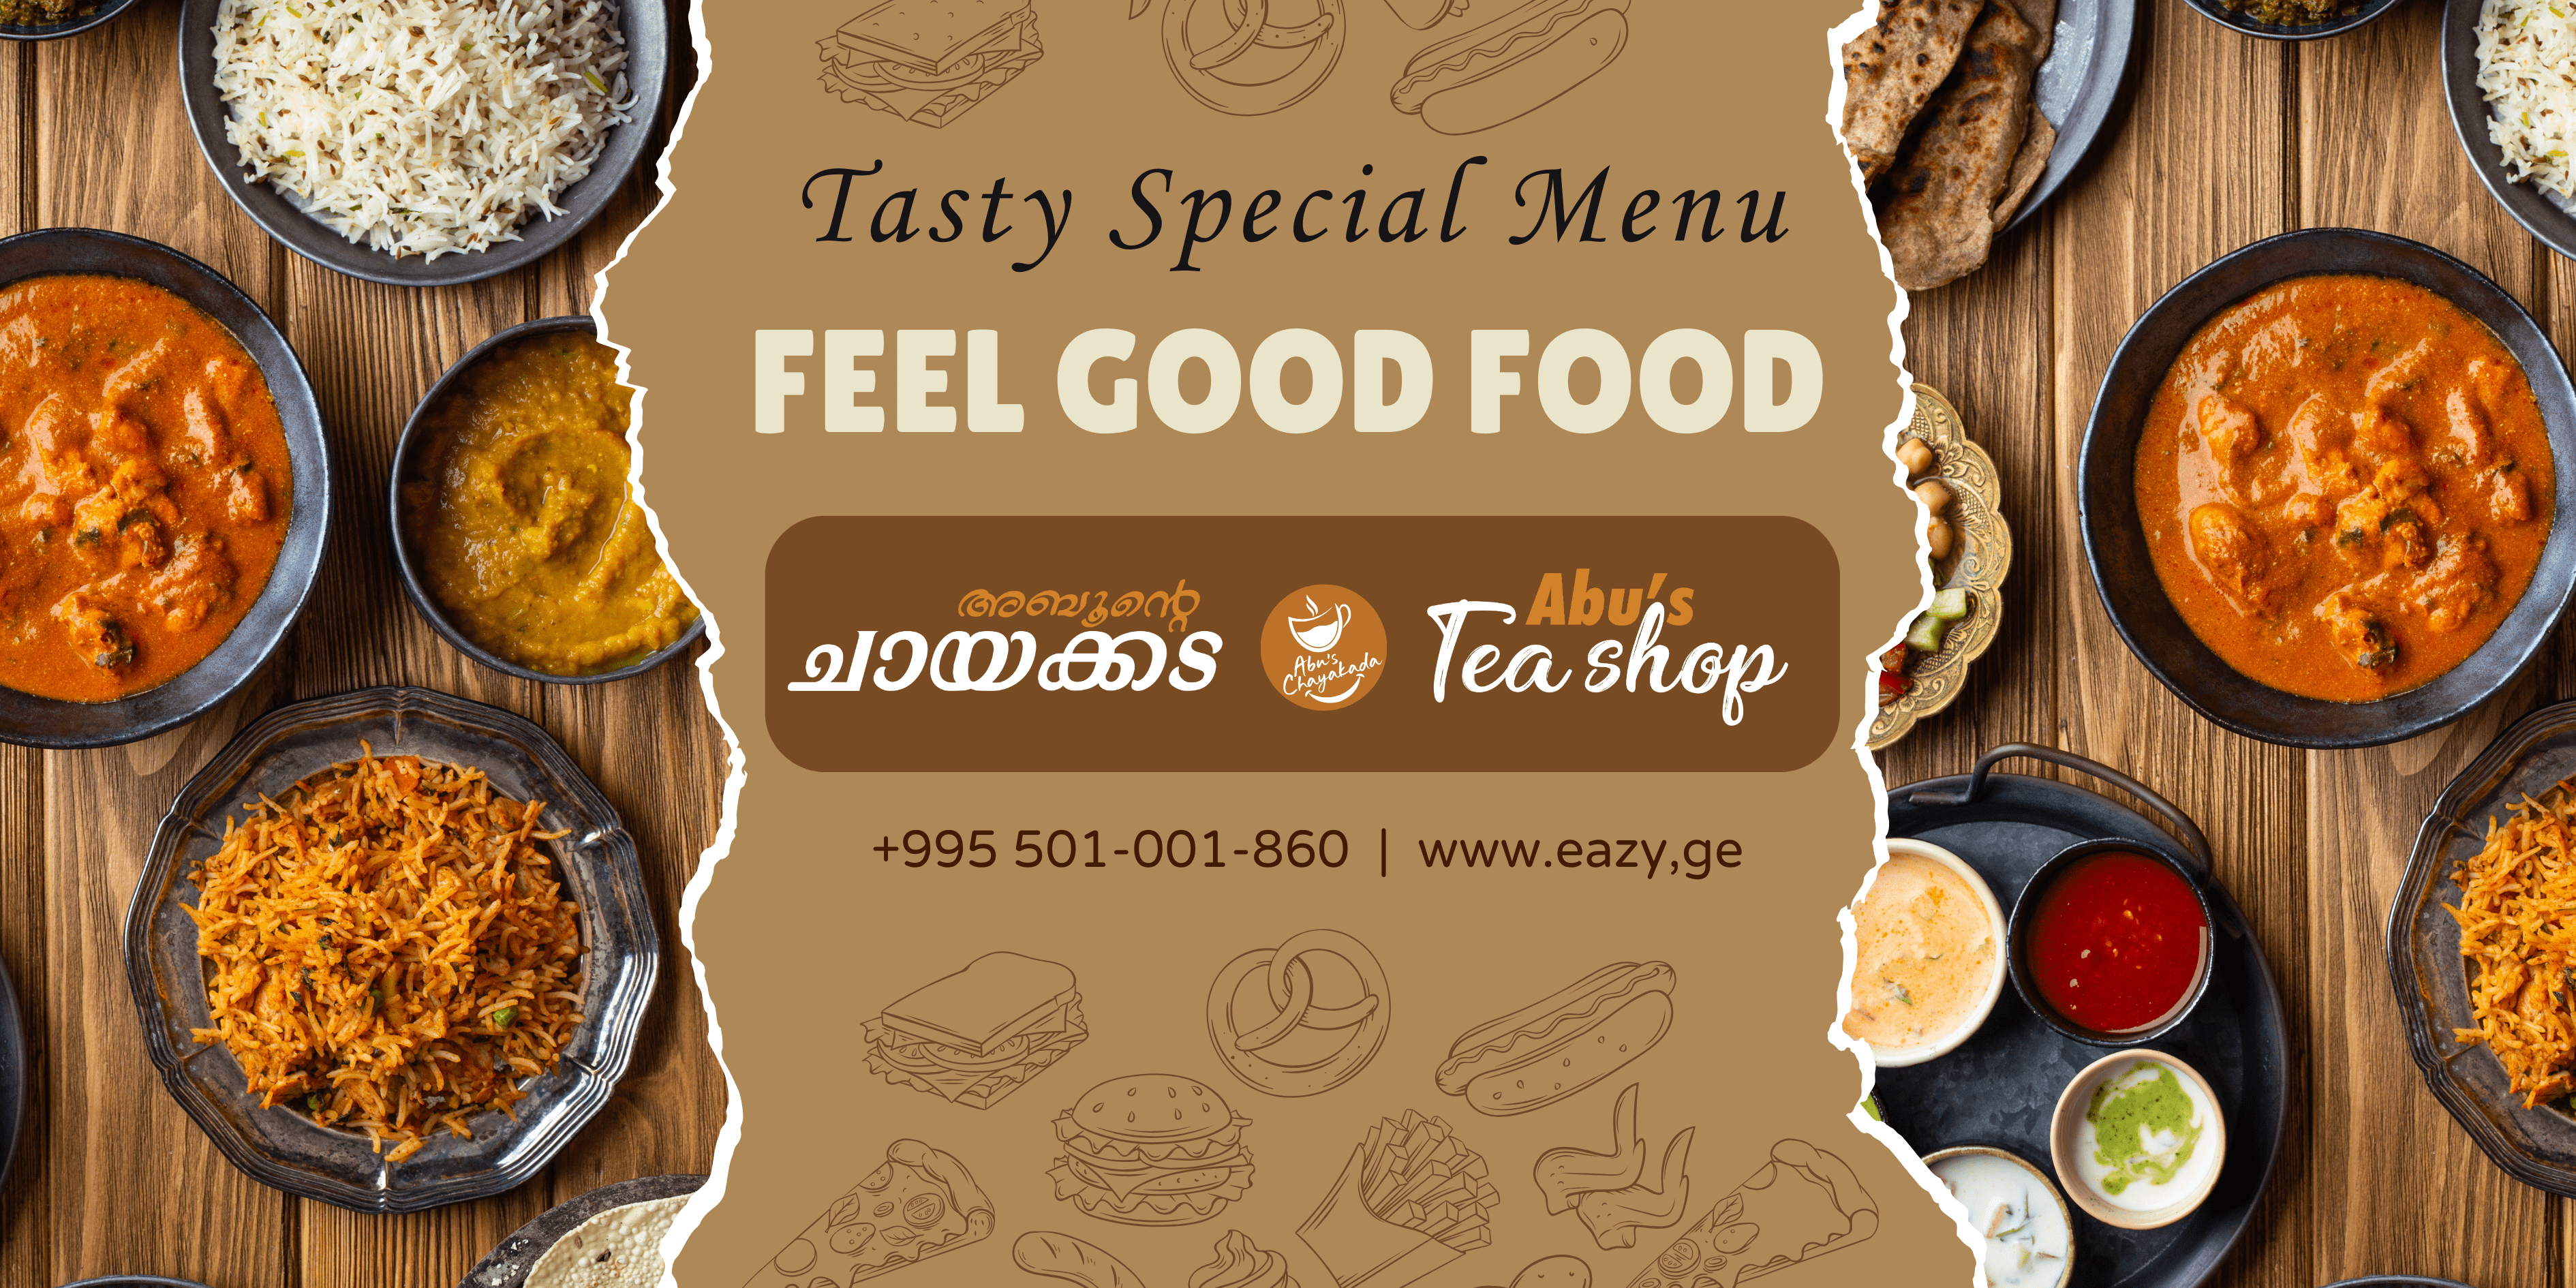 Tasty Special Menu
FEEL GOOD FOOD
അബൂന്റെ
ചായക്കട
Abu's
Chayakada
Abu's
Tea shop
+995 501-001-860 | www.eazy,ge